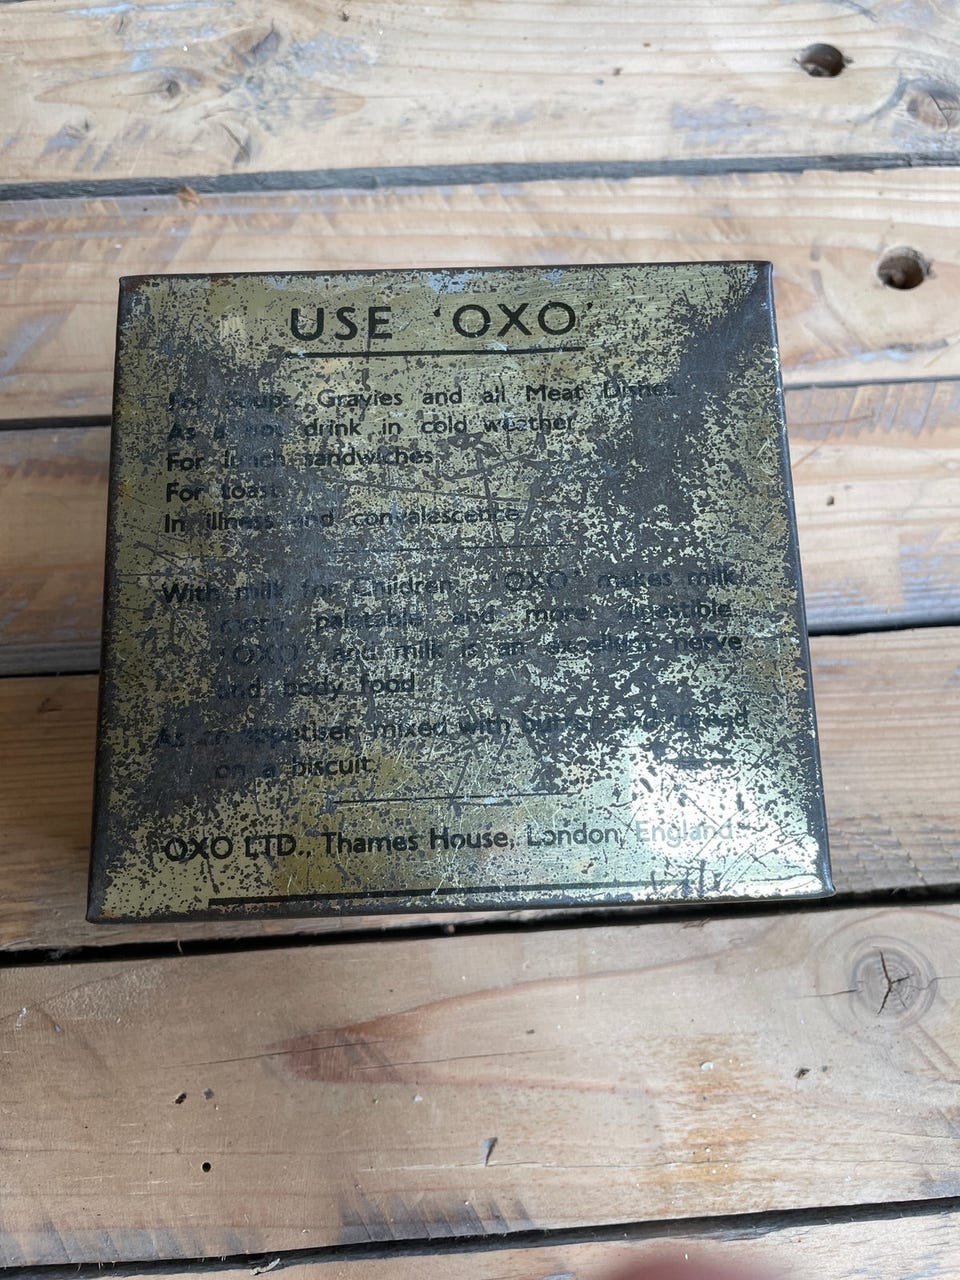 USE 'OXO'
For Soups, Gravies and all Meat Dishes
As a hot drink in cold weather
For lunch sandwiches
For toast
In illness and convalescence
With milk for Children. 'OXO' makes milk
more palatable and more digestible.
'OXO' and milk is an excellent nerve
and body food
As an appetiser mixed with butter spread
on a biscuit.
OXO LTD., Thames House, London, England